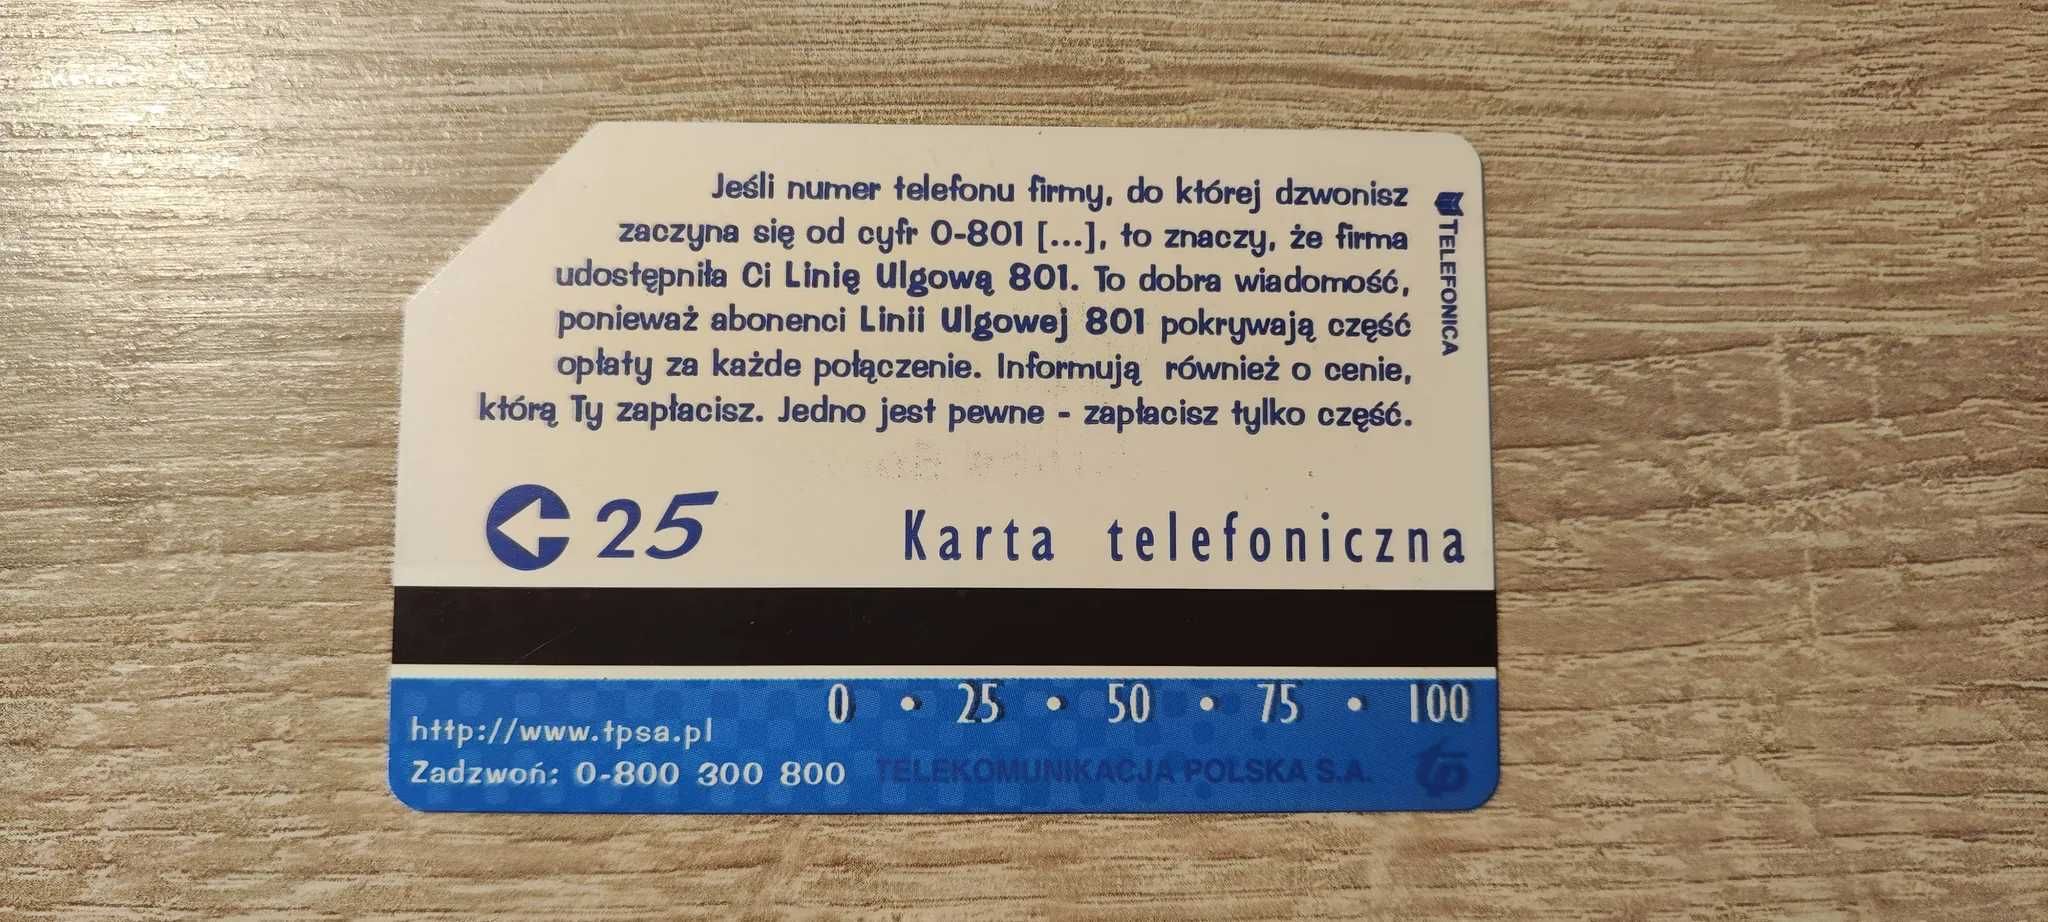 Jeśli numer telefonu firmy, do której dzwonisz
zaczyna się od cyfr 0-801 [...], to znaczy, że firma
udostępniła Ci Linię Ulgową 801. To dobra wiadomość,
ponieważ abonenci Linii Ulgowej 801 pokrywają część
opłaty za każde połączenie. Informują również o cenie,
którą Ty zapłacisz. Jedno jest pewne - zapłacisz tylko część.
TELEFONICA
25
Karta telefoniczna
0 • 25 • 50 • 75 • 100
http://www.tpsa.pl
Zadzwoń: 0-800 300 800
TELEKOMUNIKACJA POLSKA S.A.
tp